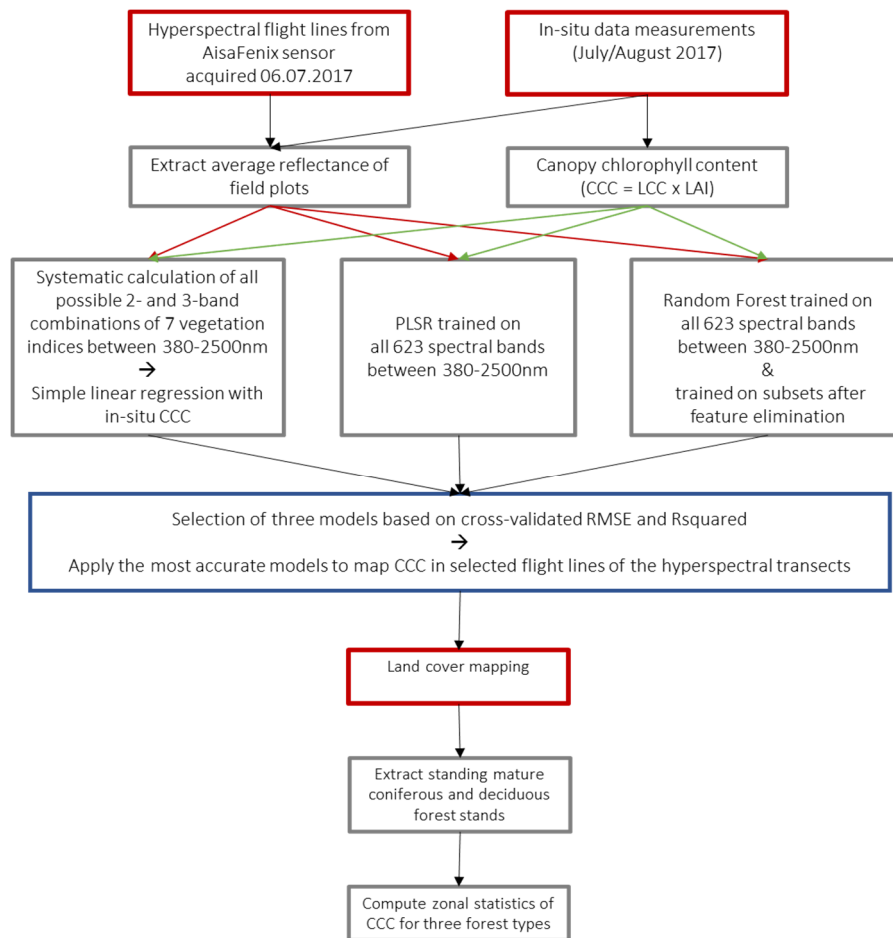 Hyperspectral flight lines from
AisaFenix sensor
acquired 06.07.2017
In-situ data measurements
(July/August 2017)
Extract average reflectance of
field plots
Canopy chlorophyll content
(CCC = LCC x LAI)
Systematic calculation of all
possible 2- and 3-band
combinations of 7 vegetation
indices between 380-2500nm
→
Simple linear regression with
in-situ CCC
PLSR trained on
all 623 spectral bands
between 380-2500nm
Random Forest trained on
all 623 spectral bands
between 380-2500nm
&
trained on subsets after
feature elimination
Selection of three models based on cross-validated RMSE and Rsquared
→
Apply the most accurate models to map CCC in selected flight lines of the hyperspectral transects
Land cover mapping
Extract standing mature
coniferous and deciduous
forest stands
Compute zonal statistics of
CCC for three forest types